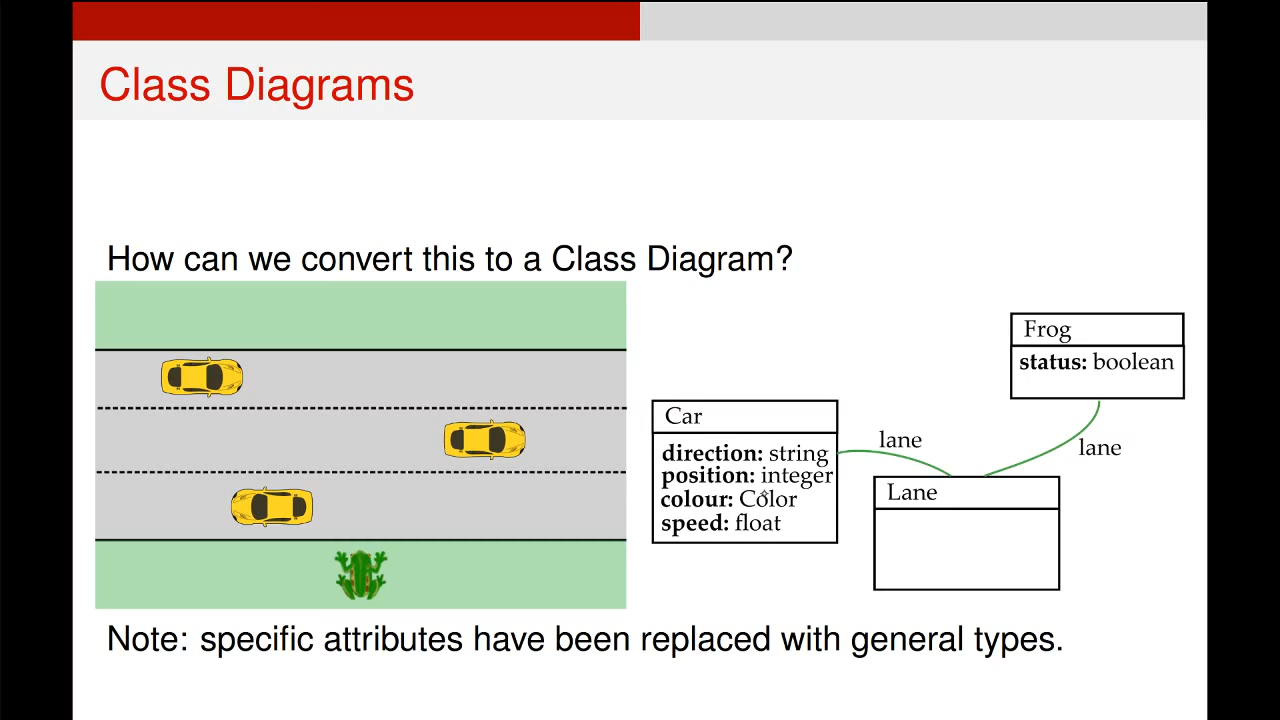 Class Diagrams
How can we convert this to a Class Diagram?
Frog
status: boolean
Car
direction: string
position: integer
colour: Color
speed: float
lane
lane
Lane
Note: specific attributes have been replaced with general types.